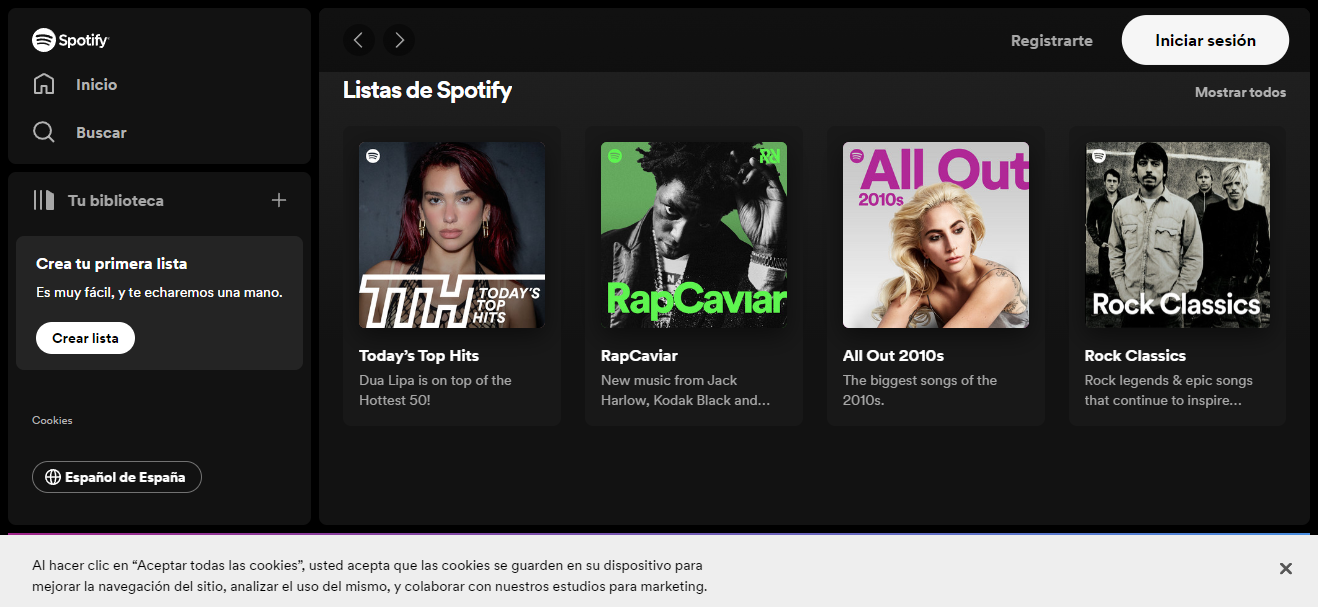 Spotify
Inicio
Buscar
Tu biblioteca
Crea tu primera lista
Es muy fácil, y te echaremos una mano.
Crear lista
Cookies
Español de España
Registrarte
Iniciar sesión
Listas de Spotify
Mostrar todos
TTH TODAY'S
TOP
HITS
Today's Top Hits
Dua Lipa is on top of the
Hottest 50!
RapCaviar
RapCaviar
New music from Jack
Harlow, Kodak Black and...
All Out
2010s
All Out 2010s
The biggest songs of the
2010s.
Rock Classics
Rock Classics
Rock legends & epic songs
that continue to inspire...
Al hacer clic en “Aceptar todas las cookies”, usted acepta que las cookies se guarden en su dispositivo para
mejorar la navegación del sitio, analizar el uso del mismo, y colaborar con nuestros estudios para marketing.